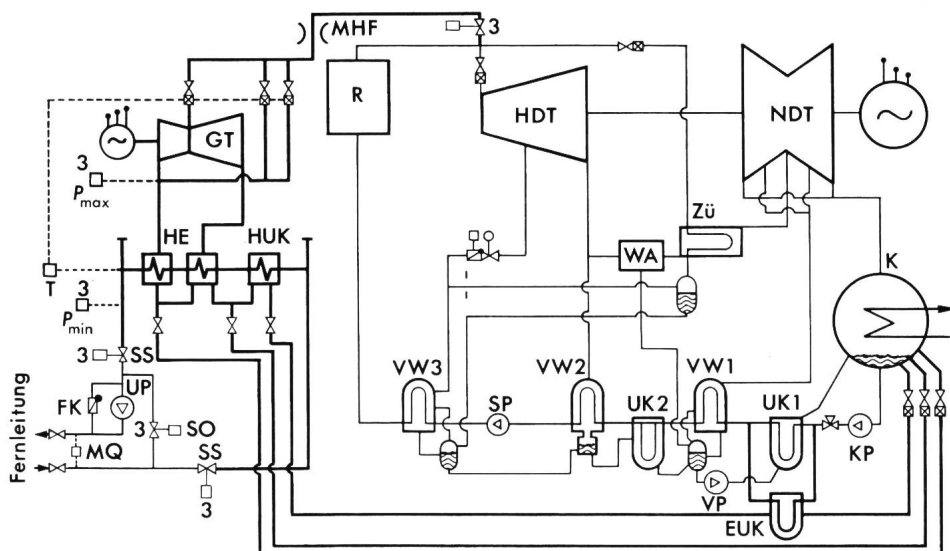 MHF
3
R
HDT
NDT
~
~
GT
3
Pmax
Zü
HE
HUK
WA
K
T
3
Pmin
3
SS
VW3
VW2
VW1
UP
SP
UK2
UK1
FK
3
SO
KP
MQ
SS
Fernleitung
3
VP
EUK